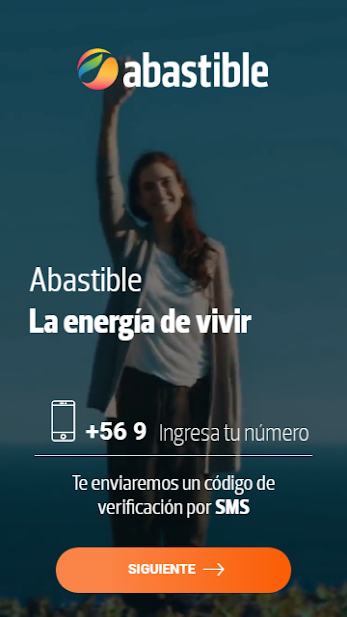 abastible
Abastible
La energía de vivir
+56 9 Ingresa tu número
Te enviaremos un código de
verificación por SMS
SIGUIENTE